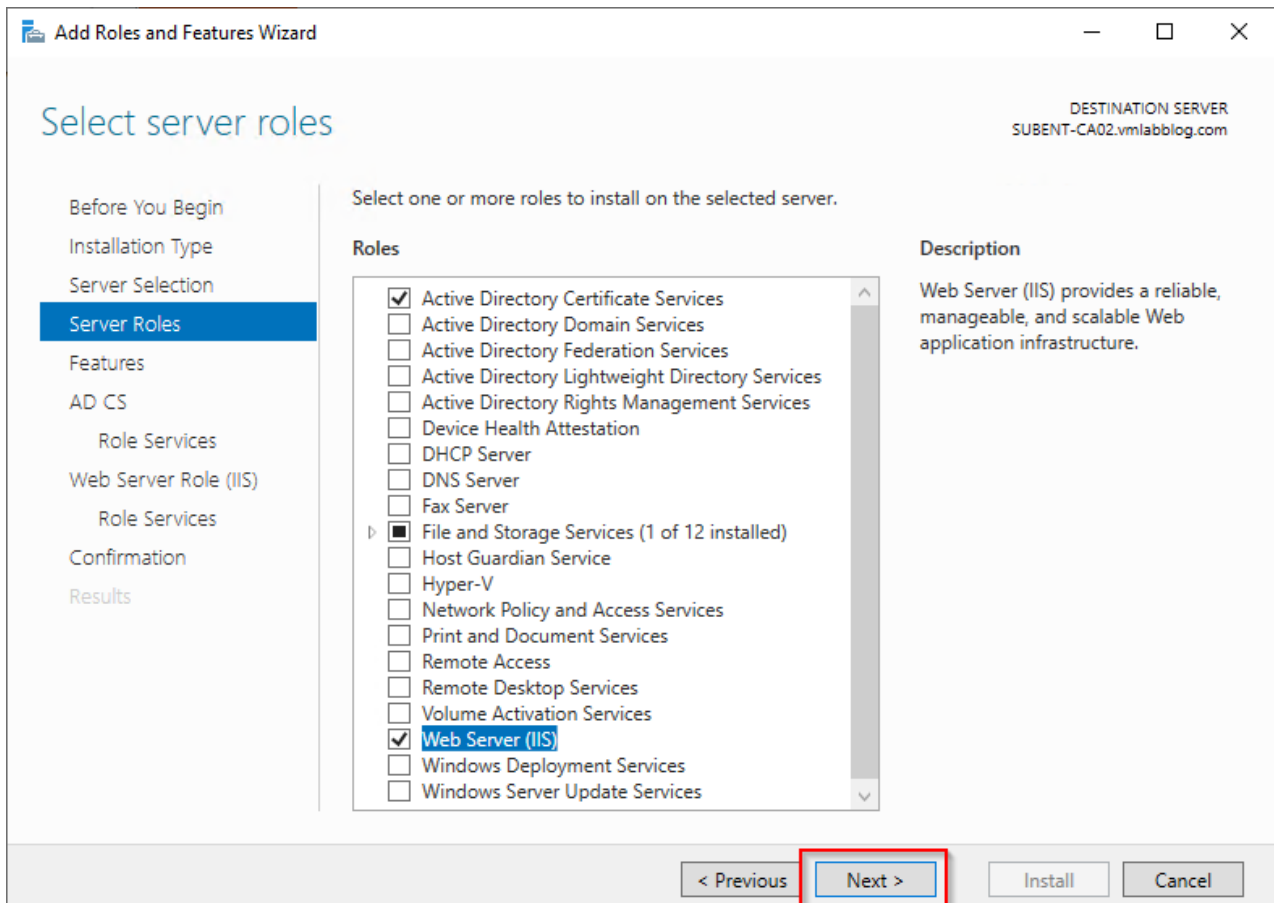 Add Roles and Features Wizard
Select server roles
DESTINATION SERVER
SUBENT-CA02.vmlabblog.com
Before You Begin
Installation Type
Server Selection
Server Roles
Features
AD CS
Role Services
Web Server Role (IIS)
Role Services
Confirmation
Results
Select one or more roles to install on the selected server.
Roles
Active Directory Certificate Services
Active Directory Domain Services
Active Directory Federation Services
Active Directory Lightweight Directory Services
Active Directory Rights Management Services
Device Health Attestation
DHCP Server
DNS Server
Fax Server
File and Storage Services (1 of 12 installed)
Host Guardian Service
Hyper-V
Network Policy and Access Services
Print and Document Services
Remote Access
Remote Desktop Services
Volume Activation Services
Web Server (IIS)
Windows Deployment Services
Windows Server Update Services
Description
Web Server (IIS) provides a reliable,
manageable, and scalable Web
application infrastructure.
< Previous
Next >
Install
Cancel